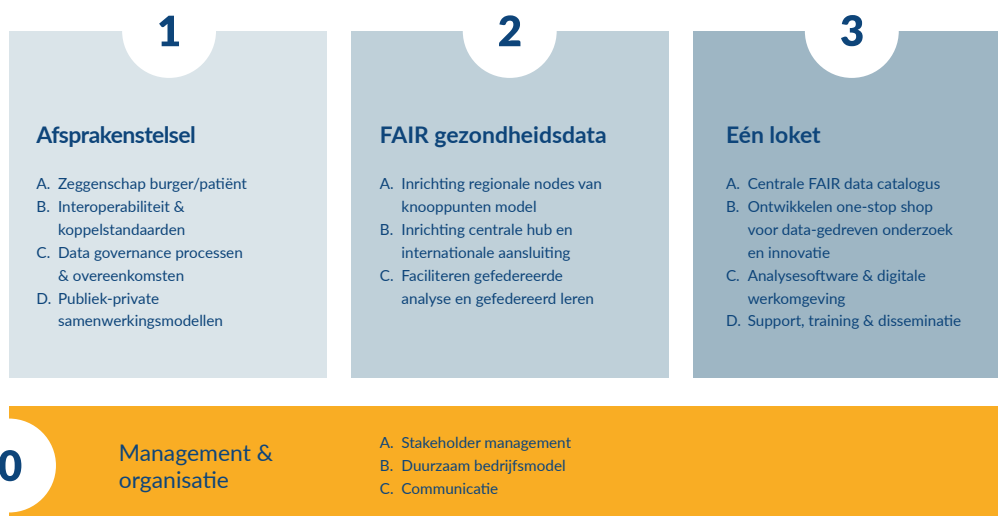 1
Afsprakenstelsel
A. Zeggenschap burger/patiënt
B. Interoperabiliteit &
koppelstandaarden
C. Data governance processen
& overeenkomsten
D. Publiek-private
samenwerkingsmodellen
2
FAIR gezondheidsdata
A. Inrichting regionale nodes van
knooppunten model
B. Inrichting centrale hub en
internationale aansluiting
C. Faciliteren gefedereerde
analyse en gefedereerd leren
3
Eén loket
A. Centrale FAIR data catalogus
B. Ontwikkelen one-stop shop
voor data-gedreven onderzoek
en innovatie
C. Analysesoftware & digitale
werkomgeving
D. Support, training & disseminatie
0
Management &
organisatie
A. Stakeholder management
B. Duurzaam bedrijfsmodel
C. Communicatie